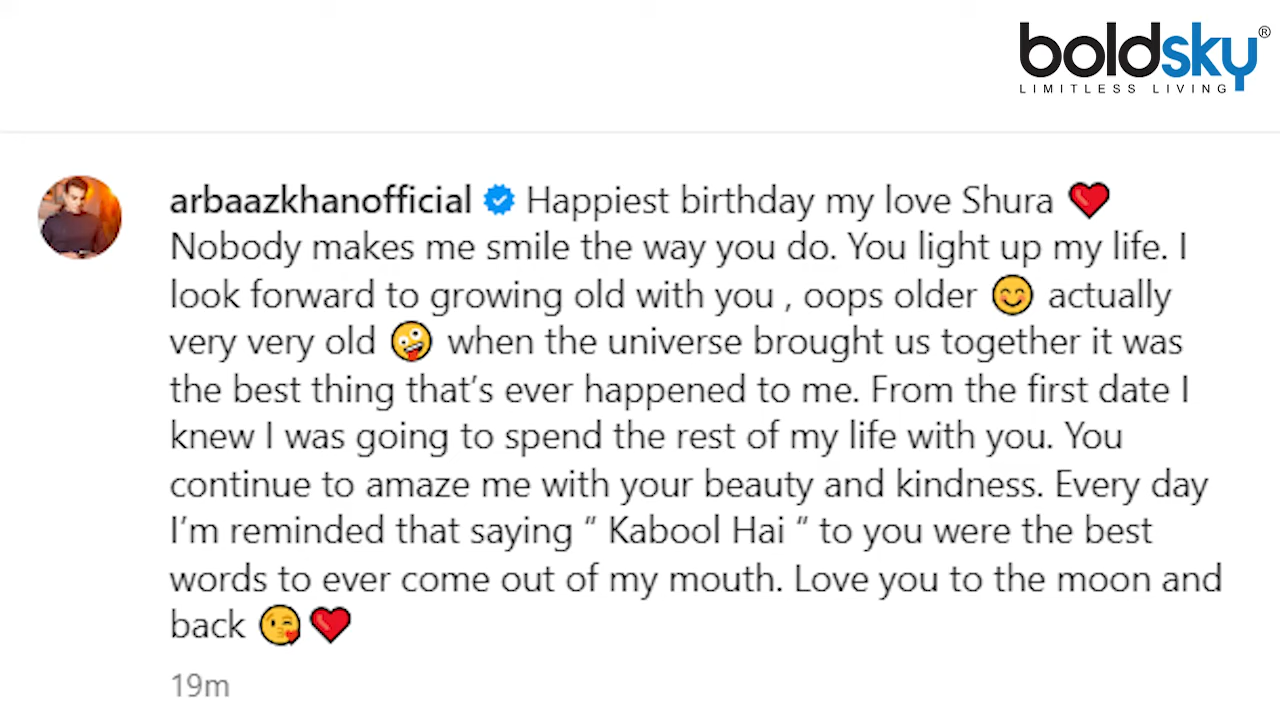 boldsky®
LIMITLESS LIVING
arbaazkhanofficial Happiest birthday my love Shura ❤️
Nobody makes me smile the way you do. You light up my life. I
look forward to growing old with you , oops older 😊 actually
very very old 🤪 when the universe brought us together it was
the best thing that's ever happened to me. From the first date I
knew I was going to spend the rest of my life with you. You
continue to amaze me with your beauty and kindness. Every day
I'm reminded that saying " Kabool Hai " to you were the best
words to ever come out of my mouth. Love you to the moon and
back 😘❤️
19m